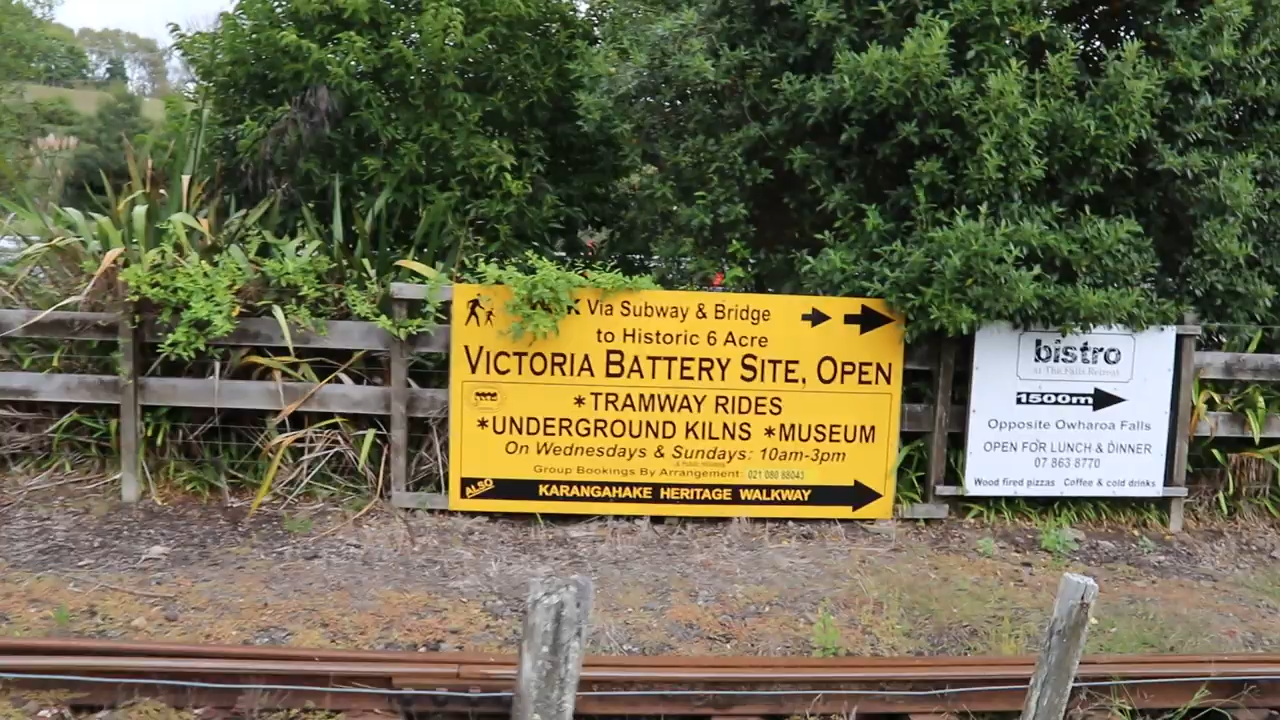 Via Subway & Bridge
to Historic 6 Acre
VICTORIA BATTERY SITE, OPEN
*TRAMWAY RIDES
*UNDERGROUND KILNS *MUSEUM
On Wednesdays & Sundays: 10am-3pm
& Public Holidays
Group Bookings By Arrangement: 021 080 88043
ALSO KARANGAHAKE HERITAGE WALKWAY
bistro
at The Falls Retreat
1500m
Opposite Owharoa Falls
OPEN FOR LUNCH & DINNER
07 863 8770
Wood fired pizzas Coffee & cold drinks